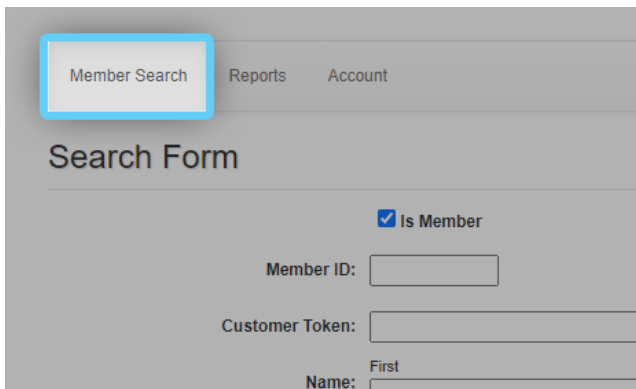 Member Search Reports Account
Search Form
Is Member
Member ID:
Customer Token:
First
Name: